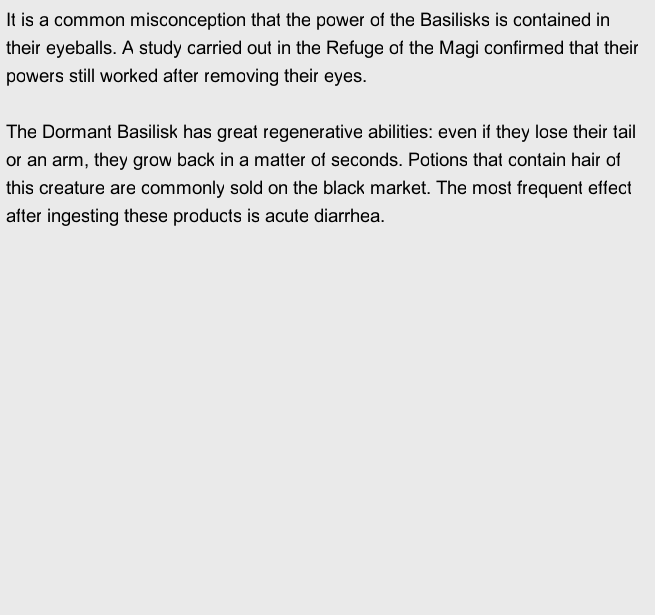 It is a common misconception that the power of the Basilisks is contained in
their eyeballs. A study carried out in the Refuge of the Magi confirmed that their
powers still worked after removing their eyes.

The Dormant Basilisk has great regenerative abilities: even if they lose their tail
or an arm, they grow back in a matter of seconds. Potions that contain hair of
this creature are commonly sold on the black market. The most frequent effect
after ingesting these products is acute diarrhea.